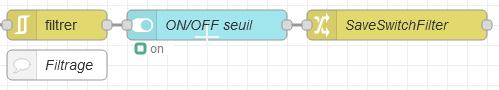 filtrer
ON/OFF seuil
SaveSwitchFilter
on
Filtrage